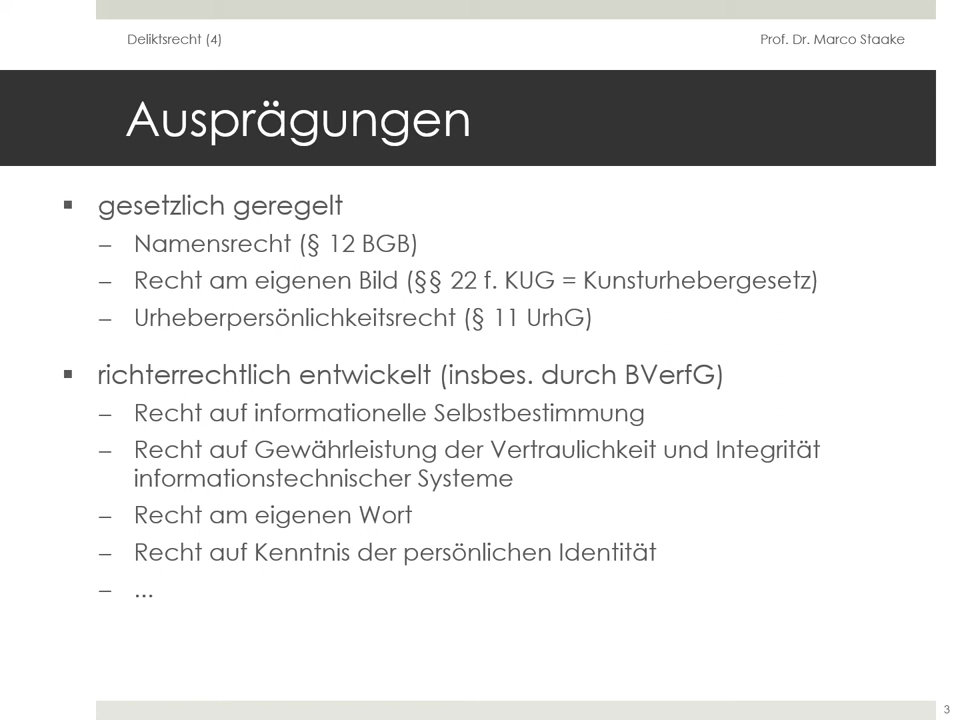 Deliktsrecht (4)
Prof. Dr. Marco Staake
Ausprägungen
▪ gesetzlich geregelt
– Namensrecht (§ 12 BGB)
– Recht am eigenen Bild (§§ 22 f. KUG = Kunsturhebergesetz)
– Urheberpersönlichkeitsrecht (§ 11 UrhG)
▪ richterrechtlich entwickelt (insbes. durch BVerfG)
– Recht auf informationelle Selbstbestimmung
– Recht auf Gewährleistung der Vertraulichkeit und Integrität
informationstechnischer Systeme
– Recht am eigenen Wort
– Recht auf Kenntnis der persönlichen Identität
– ...
3